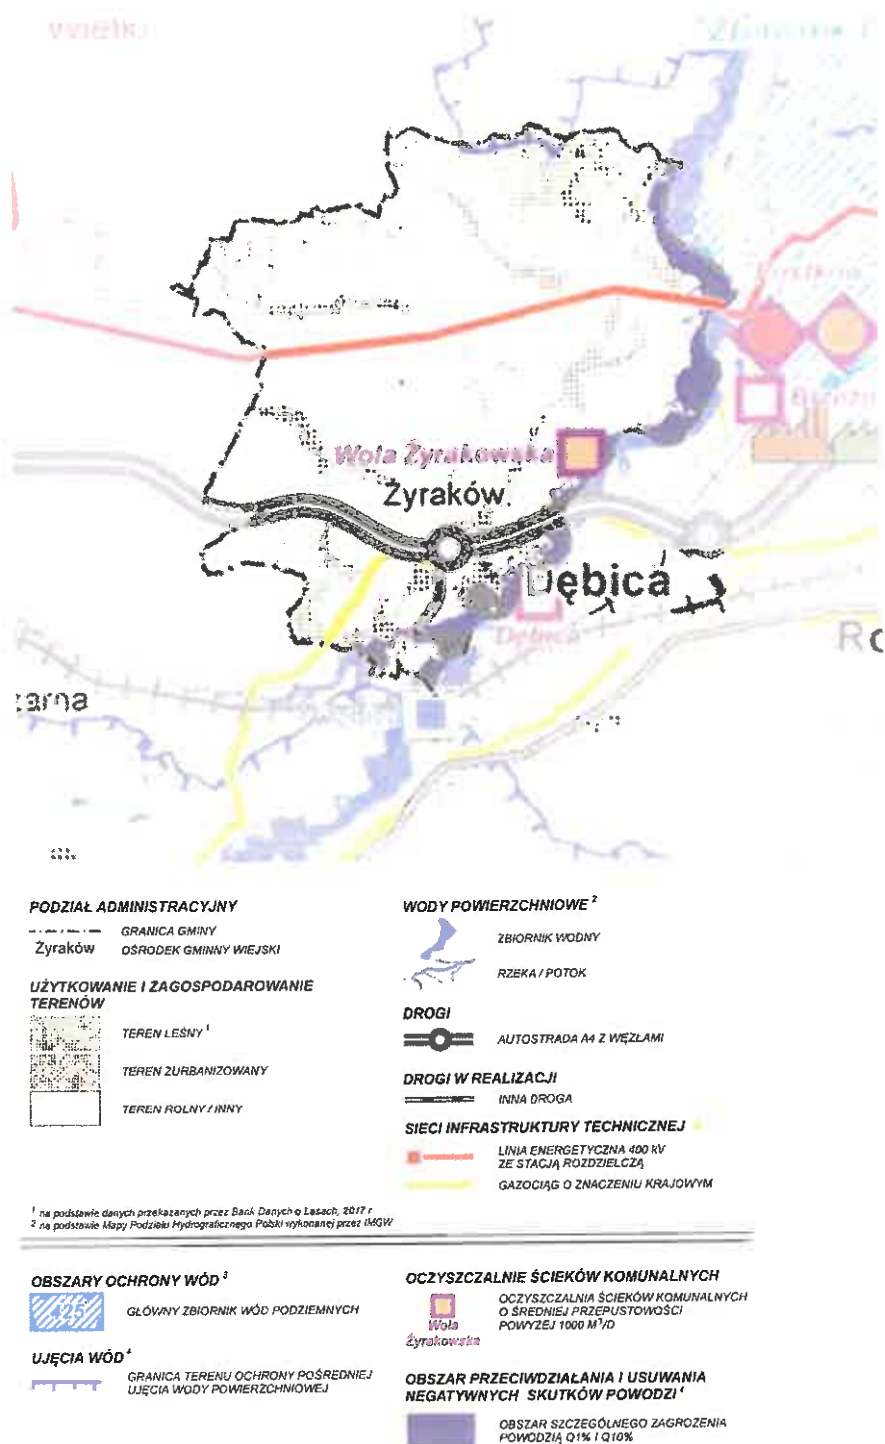 Wola Żyrakowska
Żyraków
Dębica
Dębica
Ro
zarna
PODZIAŁ ADMINISTRACYJNY
GRANICA GMINY
Żyraków OŚRODEK GMINNY WIEJSKI
UŻYTKOWANIE I ZAGOSPODAROWANIE
TERENÓW
TEREN LEŚNY 1
TEREN ZURBANIZOWANY
TEREN ROLNY / INNY
WODY POWIERZCHNIOWE 2
ZBIORNIK WODNY
RZEKA / POTOK
DROGI
AUTOSTRADA A4 Z WĘZŁAMI
DROGI W REALIZACJI
INNA DROGA
SIECI INFRASTRUKTURY TECHNICZNEJ
LINIA ENERGETYCZNA 400 kV
ZE STACJĄ ROZDZIELCZĄ
GAZOCIĄG O ZNACZENIU KRAJOWYM
1 na podstawie danych przekazanych przez Bank Danych o Lasach, 2017 r
2 na podstawie Mapy Podziału Hydrograficznego Polski wykonanej przez IMGW
OBSZARY OCHRONY WÓD 3
425 GŁÓWNY ZBIORNIK WÓD PODZIEMNYCH
UJĘCIA WÓD 4
GRANICA TERENU OCHRONY POŚREDNIEJ
UJĘCIA WODY POWIERZCHNIOWEJ
OCZYSZCZALNIE ŚCIEKÓW KOMUNALNYCH
OCZYSZCZALNIA ŚCIEKÓW KOMUNALNYCH
O ŚREDNIEJ PRZEPUSTOWOŚCI
POWYŻEJ 1000 M³/D
Wola
Żyrakowska
OBSZAR PRZECIWDZIAŁANIA I USUWANIA
NEGATYWNYCH SKUTKÓW POWODZI 4
OBSZAR SZCZEGÓLNEGO ZAGROŻENIA
POWODZIĄ Q1% I Q10%